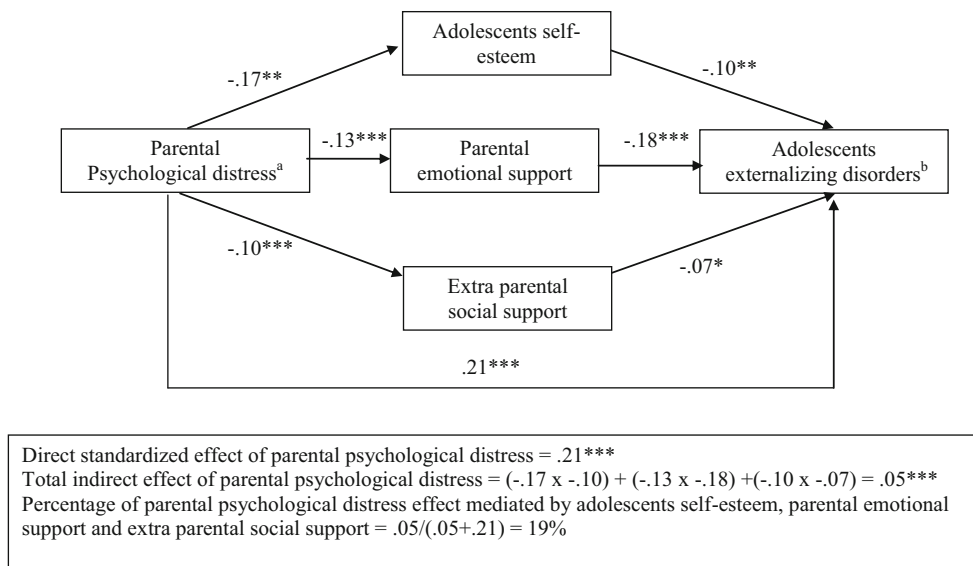 Adolescents self-
esteem
-.17**
-.10**
Parental
Psychological distressa
-.13***
Parental
emotional support
-.18***
Adolescents
externalizing disordersb
-.10***
Extra parental
social support
-.07*
.21***
Direct standardized effect of parental psychological distress = .21***
Total indirect effect of parental psychological distress = (-.17 x -.10) + (-.13 x -.18) +(-.10 x -.07) = .05***
Percentage of parental psychological distress effect mediated by adolescents self-esteem, parental emotional
support and extra parental social support = .05/(.05+.21) = 19%